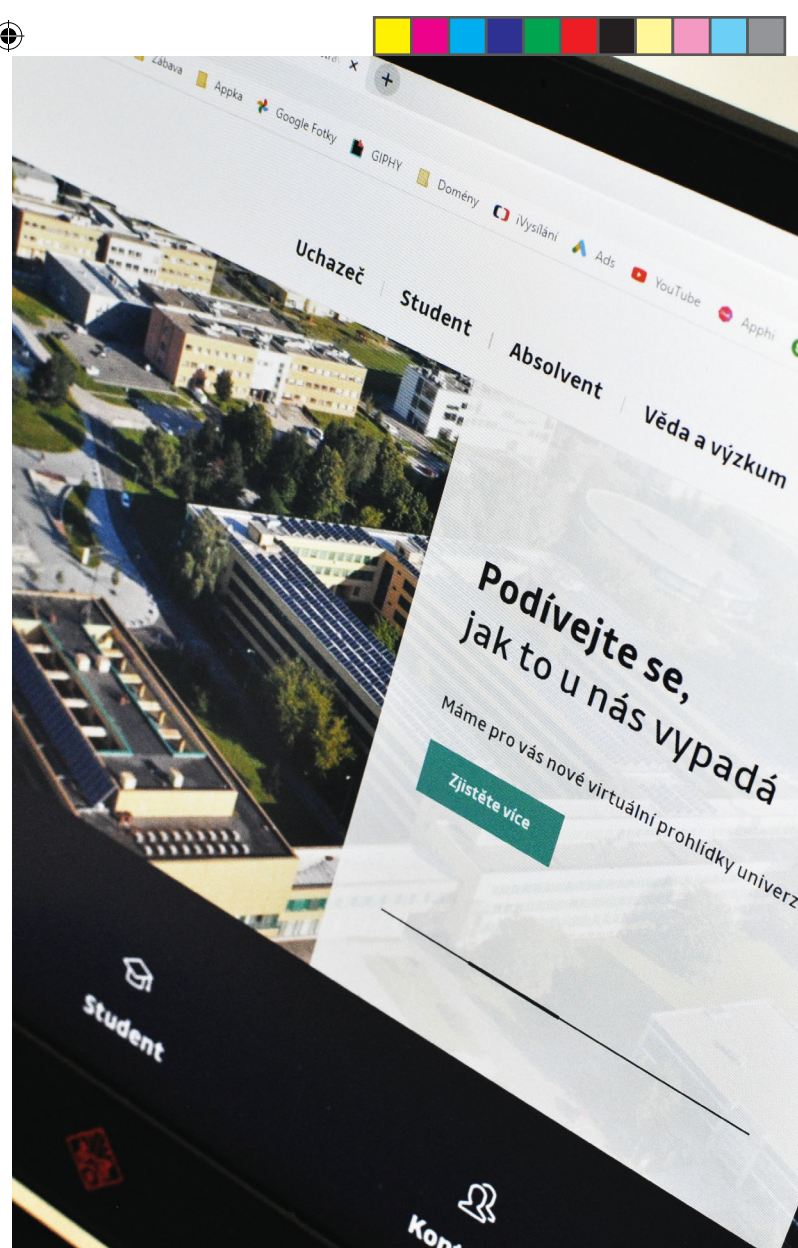 Zábava
Appka
Google Fotky
GIPHY
Domény
iVysílání
Ads
YouTube
Apphi
Uchazeč
Student
Absolvent
Věda a výzkum
Podívejte se,
jak to u nás vypadá
Máme pro vás nové virtuální prohlídky
Zjistěte více
Student